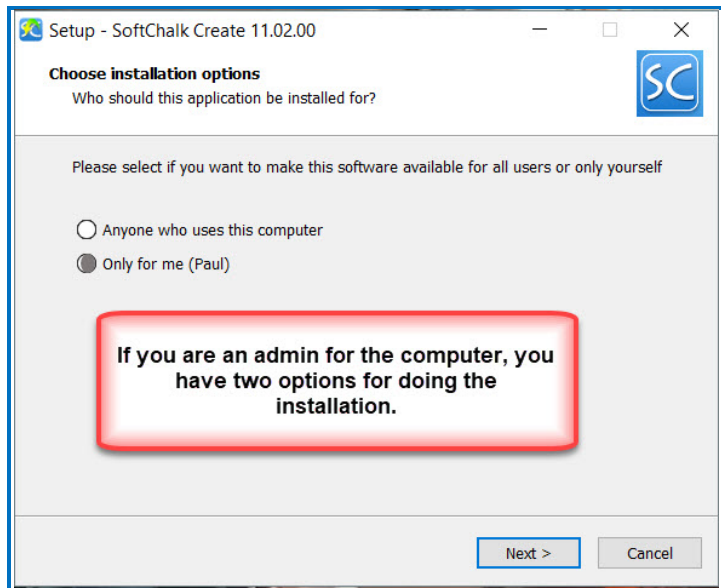 Setup - SoftChalk Create 11.02.00
Choose installation options
Who should this application be installed for?
SC
Please select if you want to make this software available for all users or only yourself
Anyone who uses this computer
Only for me (Paul)
If you are an admin for the computer, you
have two options for doing the
installation.
Next >
Cancel